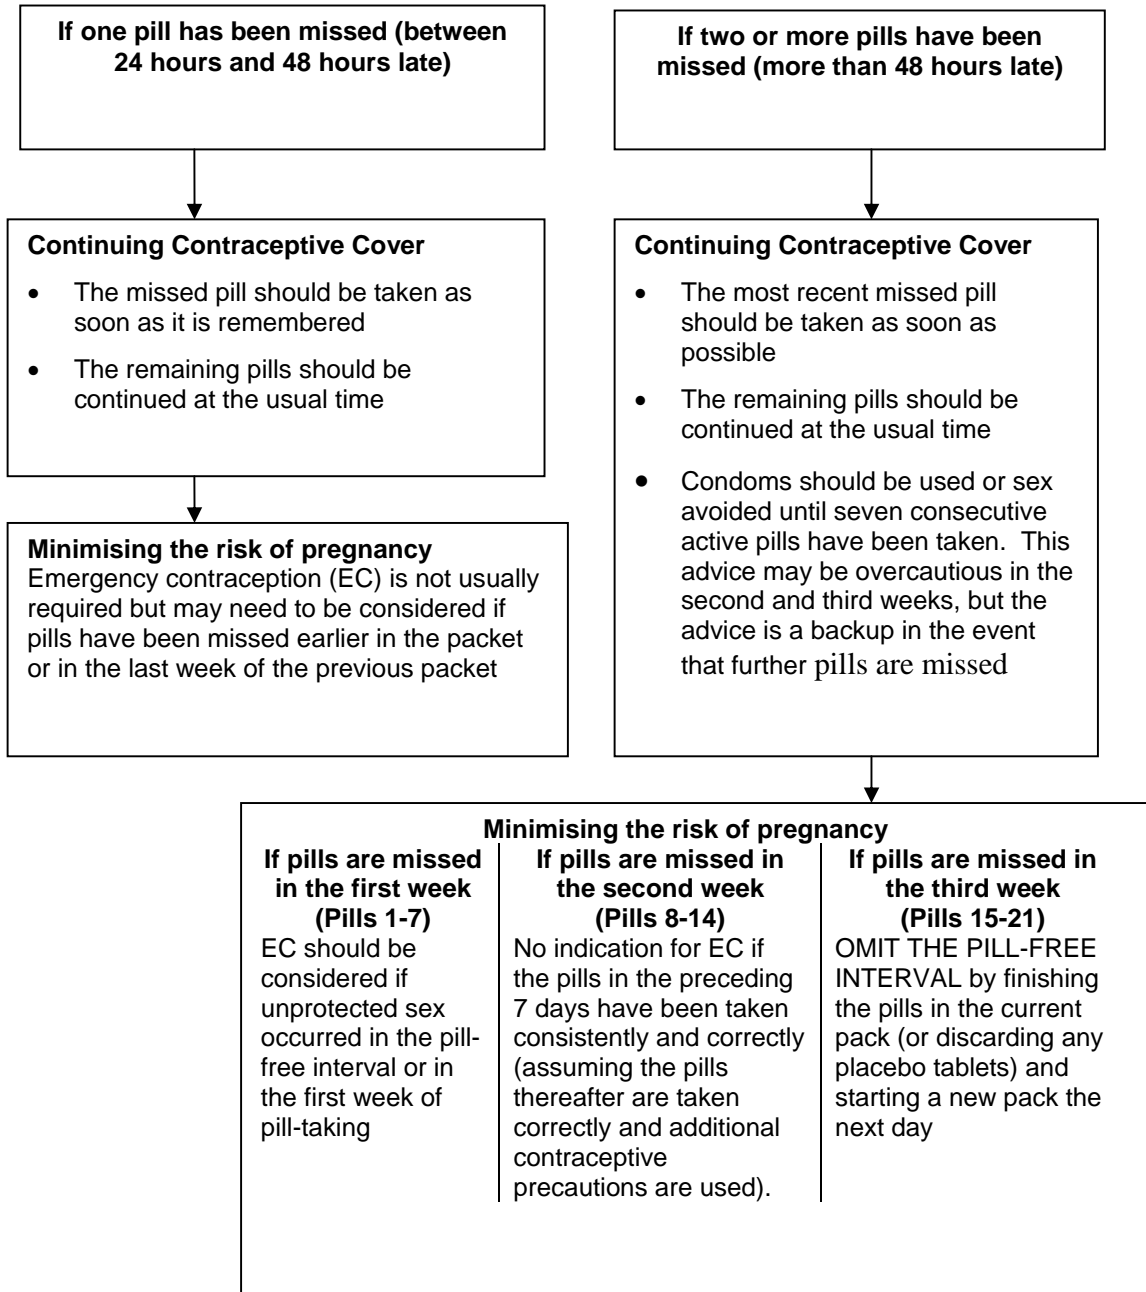 If one pill has been missed (between
24 hours and 48 hours late)
If two or more pills have been
missed (more than 48 hours late)
Continuing Contraceptive Cover
• The missed pill should be taken as
soon as it is remembered
• The remaining pills should be
continued at the usual time
Minimising the risk of pregnancy
Emergency contraception (EC) is not usually
required but may need to be considered if
pills have been missed earlier in the packet
or in the last week of the previous packet
Continuing Contraceptive Cover
• The most recent missed pill
should be taken as soon as
possible
• The remaining pills should be
continued at the usual time
• Condoms should be used or sex
avoided until seven consecutive
active pills have been taken. This
advice may be overcautious in the
second and third weeks, but the
advice is a backup in the event
that further pills are missed
Minimising the risk of pregnancy
If pills are missed
in the first week
(Pills 1-7)
EC should be
considered if
unprotected sex
occurred in the pill-
free interval or in
the first week of
pill-taking
If pills are missed in
the second week
(Pills 8-14)
No indication for EC if
the pills in the preceding
7 days have been taken
consistently and correctly
(assuming the pills
thereafter are taken
correctly and additional
contraceptive
precautions are used).
If pills are missed in
the third week
(Pills 15-21)
OMIT THE PILL-FREE
INTERVAL by finishing
the pills in the current
pack (or discarding any
placebo tablets) and
starting a new pack the
next day